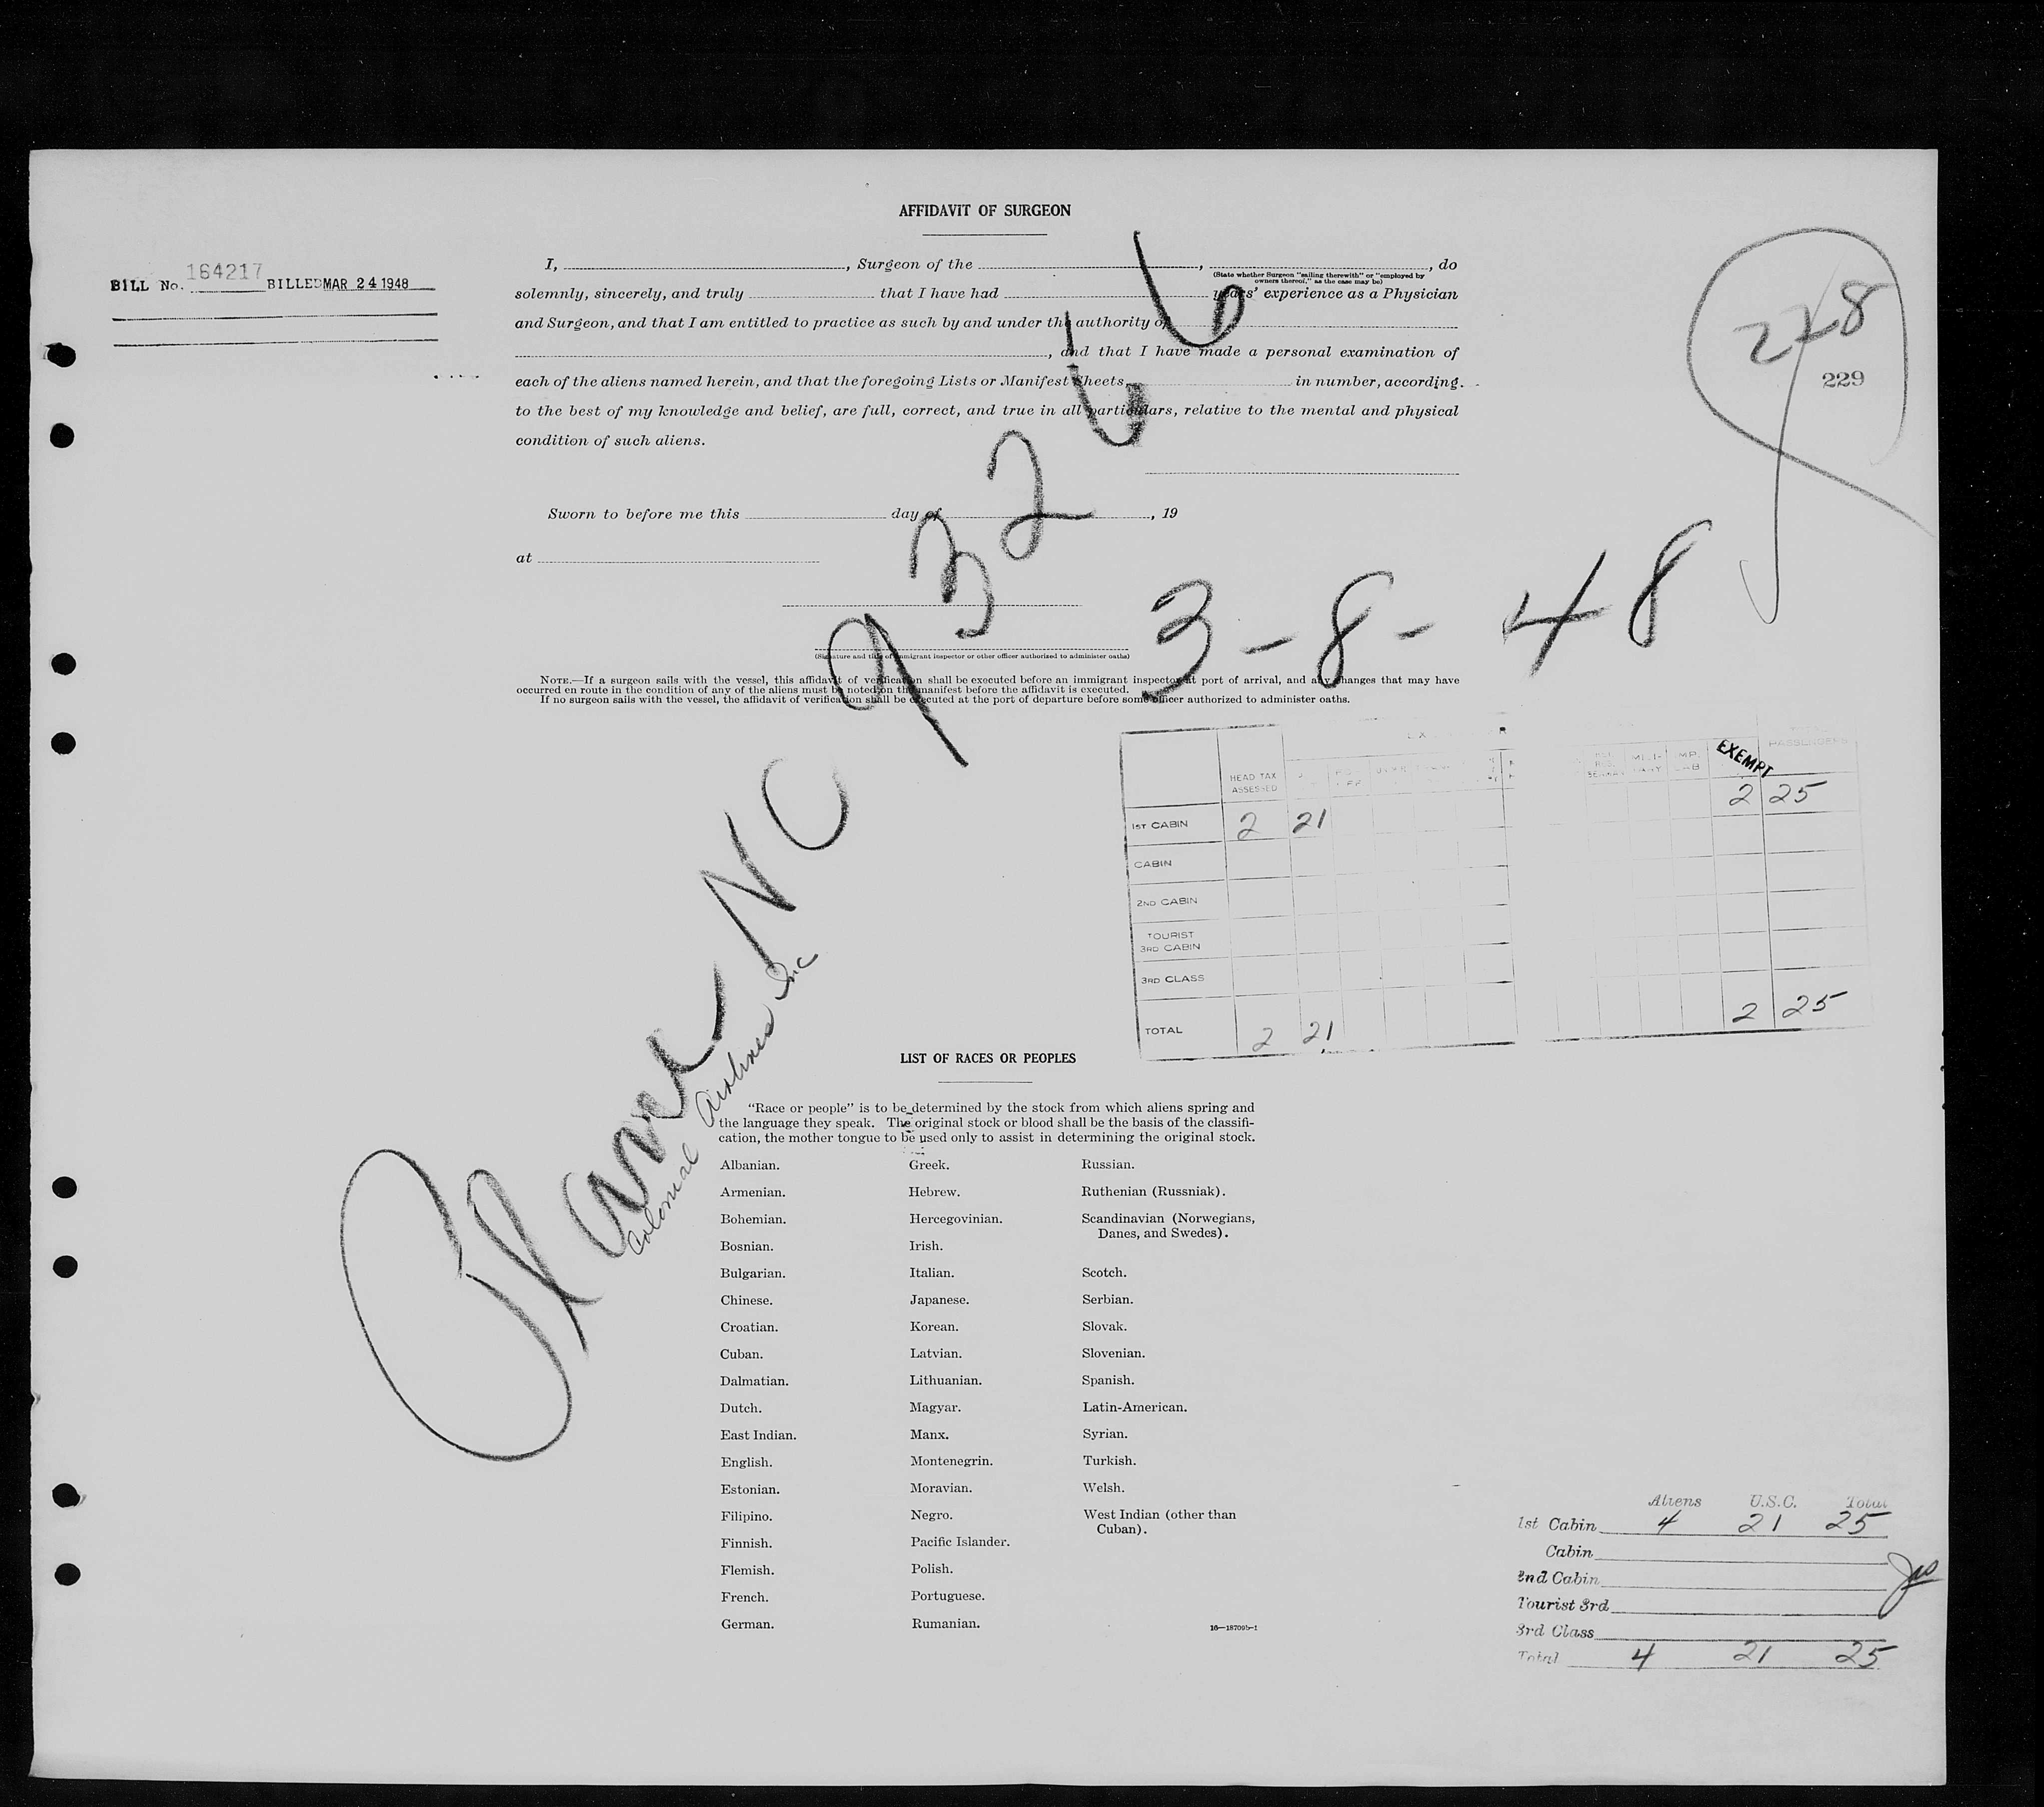 AFFIDAVIT OF SURGEON
BILL No. 164217 BILLED MAR 24 1948
I, , Surgeon of the , , do
(State whether Surgeon "sailing therewith" or "employed by
owners thereof," as the case may be)
solemnly, sincerely, and truly that I have had years' experience as a Physician
and Surgeon, and that I am entitled to practice as such by and under the authority of
, and that I have made a personal examination of
each of the aliens named herein, and that the foregoing Lists or Manifest Sheets, in number, according
to the best of my knowledge and belief, are full, correct, and true in all particulars, relative to the mental and physical
condition of such aliens.
228
229
Sworn to before me this day of , 19
at
(Signature and title of immigrant inspector or other officer authorized to administer oaths)
NOTE.—If a surgeon sails with the vessel, this affidavit of verification shall be executed before an immigrant inspector at port of arrival, and any changes that may have
occurred en route in the condition of any of the aliens must be noted on the manifest before the affidavit is executed.
If no surgeon sails with the vessel, the affidavit of verification shall be executed at the port of departure before some officer authorized to administer oaths.
Plane NC 93266
Colonial Airlines Inc
3-8-48
HEAD TAX
ASSESSED
EXEMPT
PASSENGERS
1ST CABIN 2 21 2 25
CABIN
2ND CABIN
TOURIST
3RD CABIN
3RD CLASS
TOTAL 2 21 2 25
LIST OF RACES OR PEOPLES
"Race or people" is to be determined by the stock from which aliens spring and
the language they speak. The original stock or blood shall be the basis of the classifi-
cation, the mother tongue to be used only to assist in determining the original stock.
Albanian. Greek. Russian.
Armenian. Hebrew. Ruthenian (Russniak).
Bohemian. Hercegovinian. Scandinavian (Norwegians,
Danes, and Swedes).
Bosnian. Irish.
Bulgarian. Italian. Scotch.
Chinese. Japanese. Serbian.
Croatian. Korean. Slovak.
Cuban. Latvian. Slovenian.
Dalmatian. Lithuanian. Spanish.
Dutch. Magyar. Latin-American.
East Indian. Manx. Syrian.
English. Montenegrin. Turkish.
Estonian. Moravian. Welsh.
Filipino. Negro. West Indian (other than
Cuban).
Finnish. Pacific Islander.
Flemish. Polish.
French. Portuguese.
German. Rumanian.
16—18709b-1
Aliens U.S.C. Total
1st Cabin 4 21 25
Cabin
2nd Cabin
Tourist 3rd
3rd Class
Total 4 21 25